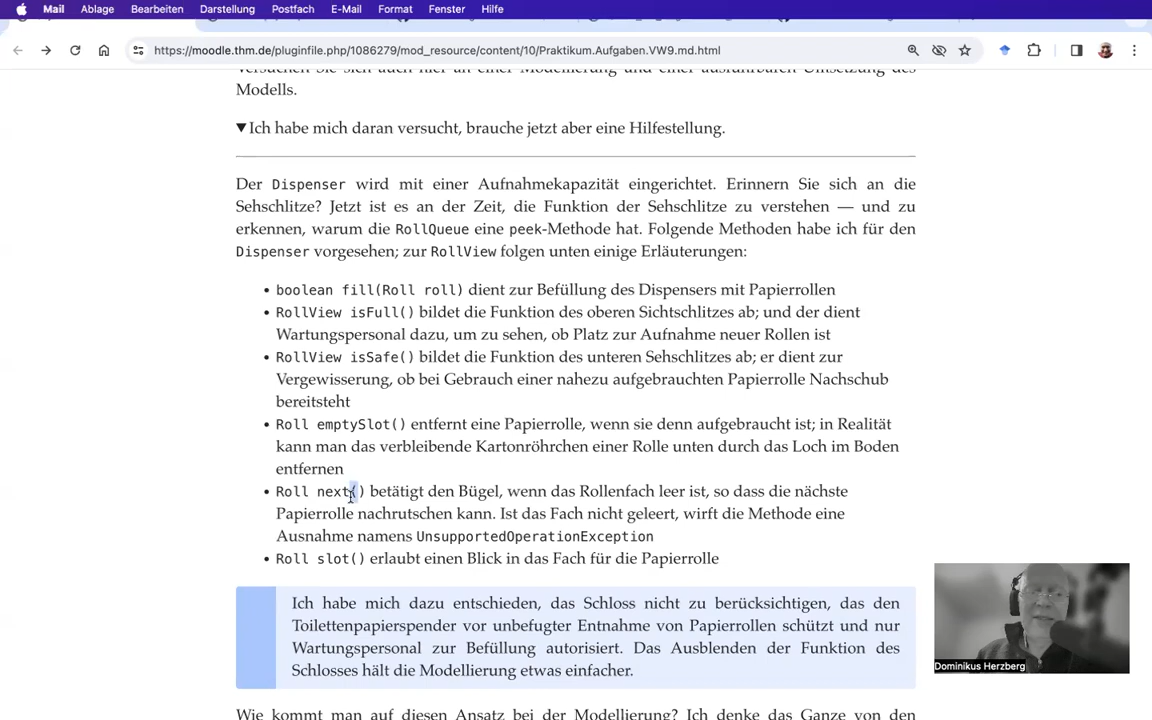 Mail Ablage Bearbeiten Darstellung Postfach E-Mail Format Fenster Hilfe
https://moodle.thm.de/pluginfile.php/1086279/mod_resource/content/10/Praktikum.Aufgaben.VW9.md.html
Versuchen Sie sich auch hier an einer Modellierung und einer ausführbaren Umsetzung des
Modells.
▼Ich habe mich daran versucht, brauche jetzt aber eine Hilfestellung.
Der Dispenser wird mit einer Aufnahmekapazität eingerichtet. Erinnern Sie sich an die
Sehschlitze? Jetzt ist es an der Zeit, die Funktion der Sehschlitze zu verstehen — und zu
erkennen, warum die RollQueue eine peek-Methode hat. Folgende Methoden habe ich für den
Dispenser vorgesehen; zur RollView folgen unten einige Erläuterungen:
• boolean fill(Roll roll) dient zur Befüllung des Dispensers mit Papierrollen
• RollView isFull() bildet die Funktion des oberen Sichtschlitzes ab; und der dient
Wartungspersonal dazu, um zu sehen, ob Platz zur Aufnahme neuer Rollen ist
• RollView isSafe() bildet die Funktion des unteren Sehschlitzes ab; er dient zur
Vergewisserung, ob bei Gebrauch einer nahezu aufgebrauchten Papierrolle Nachschub
bereitsteht
• Roll emptySlot() entfernt eine Papierrolle, wenn sie denn aufgebraucht ist; in Realität
kann man das verbleibende Kartonröhrchen einer Rolle unten durch das Loch im Boden
entfernen
• Roll next() betätigt den Bügel, wenn das Rollenfach leer ist, so dass die nächste
Papierrolle nachrutschen kann. Ist das Fach nicht geleert, wirft die Methode eine
Ausnahme namens UnsupportedOperationException
• Roll slot() erlaubt einen Blick in das Fach für die Papierrolle
Ich habe mich dazu entschieden, das Schloss nicht zu berücksichtigen, das den
Toilettenpapierspender vor unbefugter Entnahme von Papierrollen schützt und nur
Wartungspersonal zur Befüllung autorisiert. Das Ausblenden der Funktion des
Schlosses hält die Modellierung etwas einfacher.
Dominikus Herzberg
Wie kommt man auf diesen Ansatz bei der Modellierung? Ich denke das Ganze von den